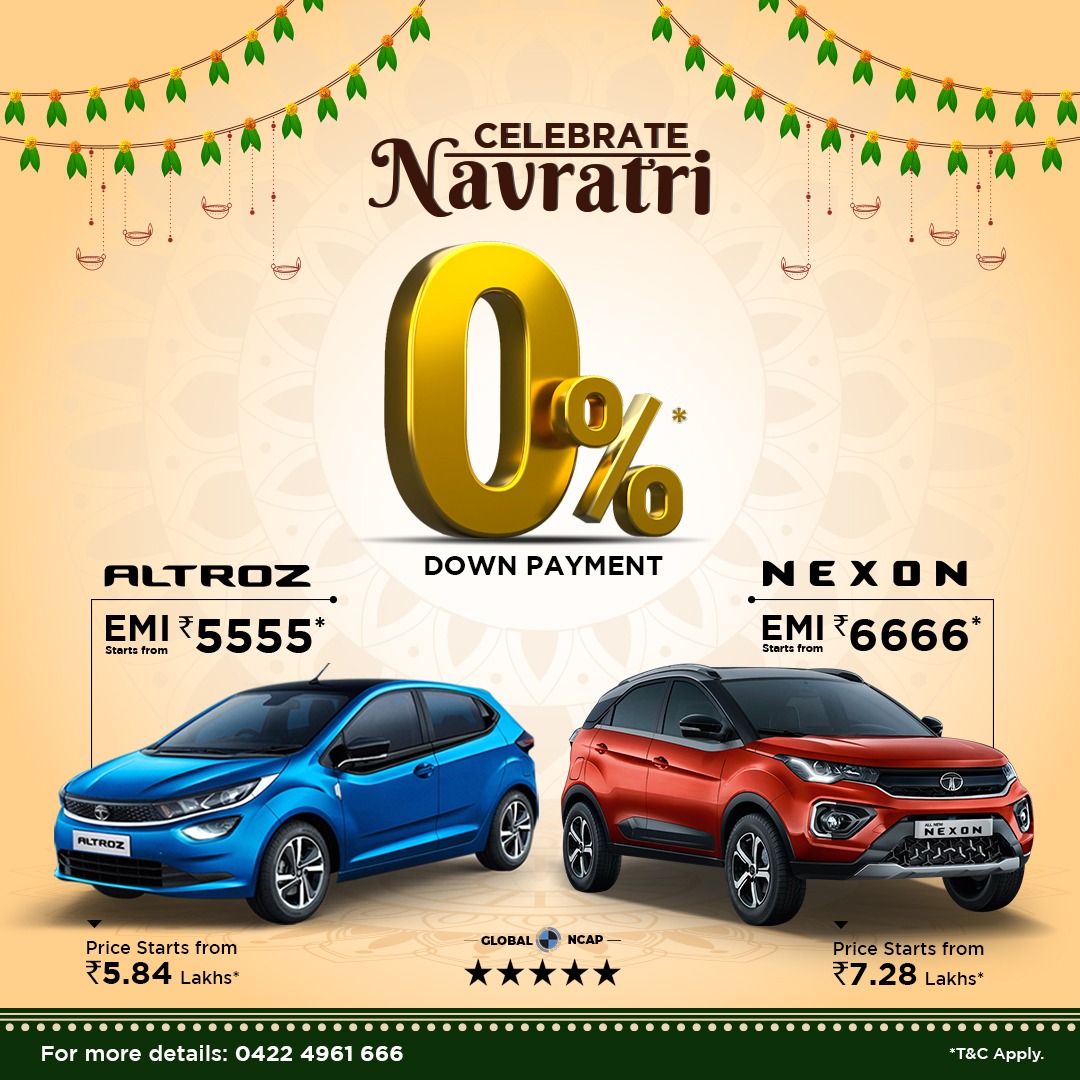 CELEBRATE
Navratri
0%*
DOWN PAYMENT
ALTROZ
EMI ₹5555*
Starts from
NEXON
EMI ₹6666*
Starts from
ALTROZ
ALL NEW
NEXON
Price Starts from
₹5.84 Lakhs*
GLOBAL NCAP
Price Starts from
₹7.28 Lakhs*
For more details: 0422 4961 666
*T&C Apply.